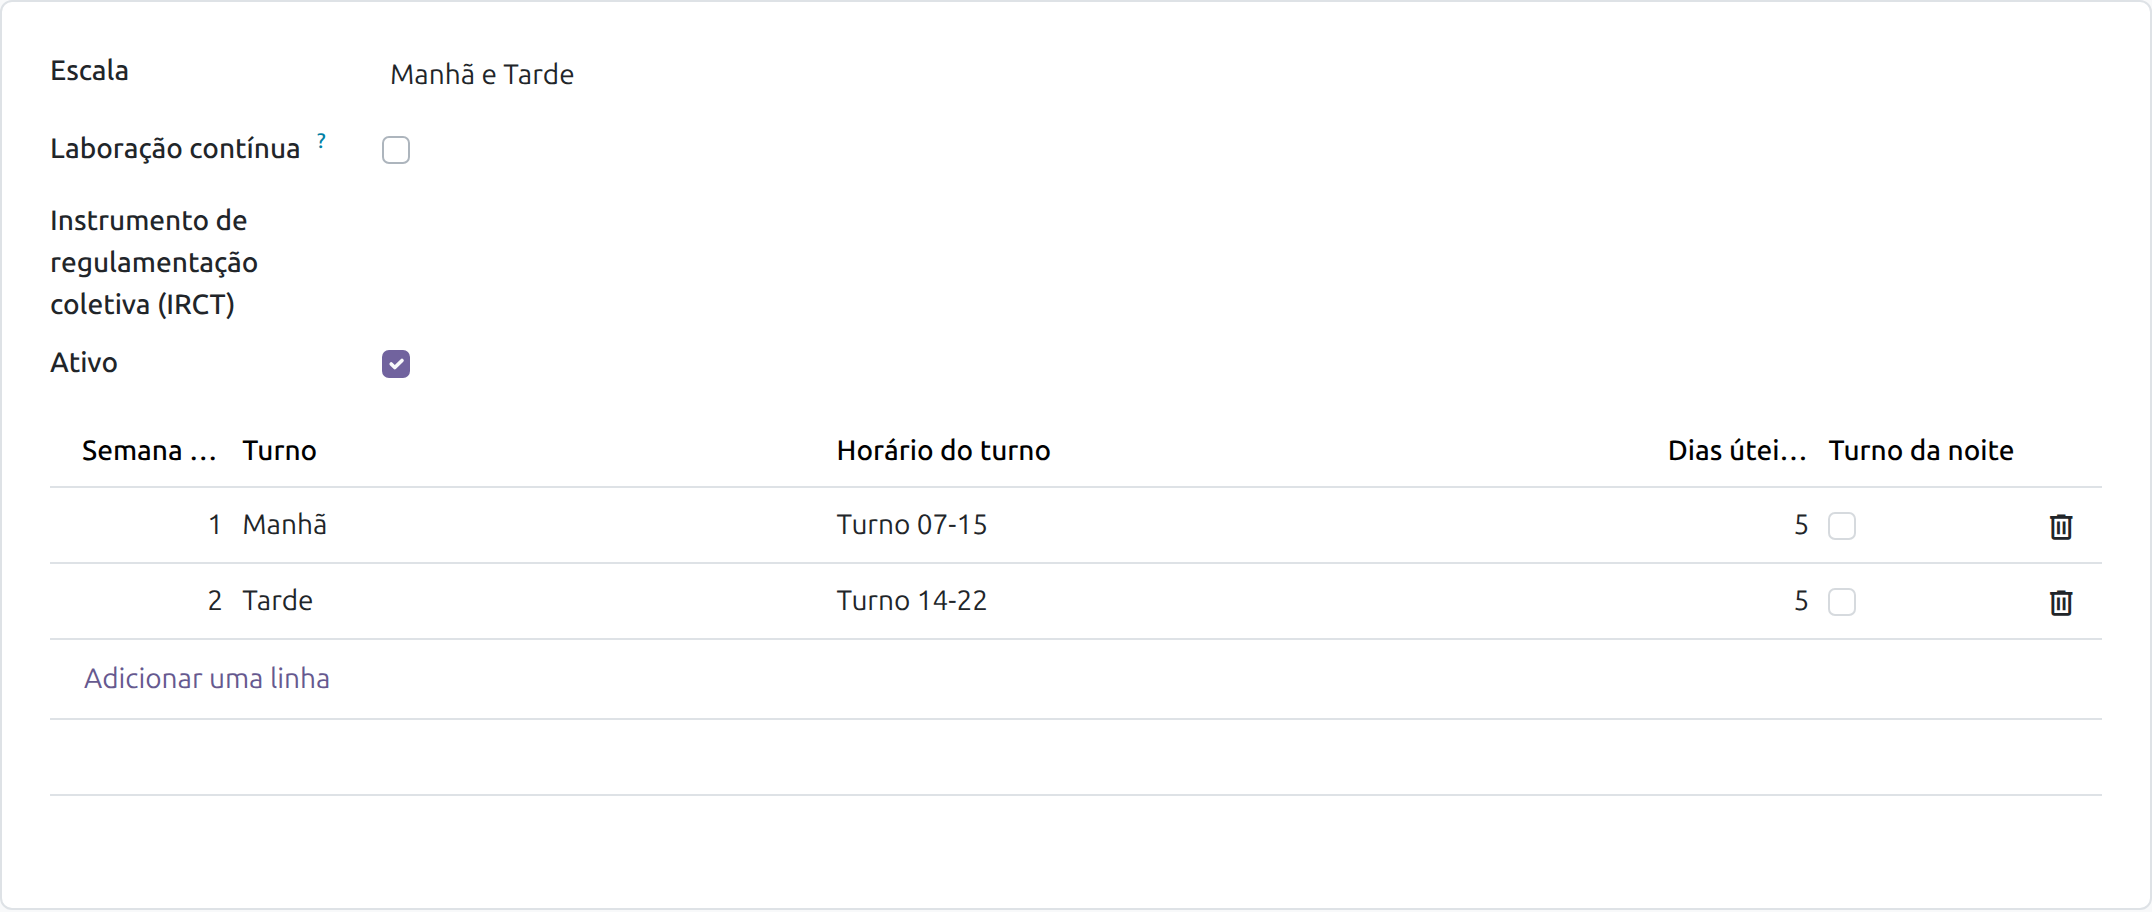 Escala
Manhã e Tarde
Laboração contínua ?
Instrumento de
regulamentação
coletiva (IRCT)
Ativo
Semana ... Turno Horário do turno Dias útei... Turno da noite
1 Manhã Turno 07-15 5
2 Tarde Turno 14-22 5
Adicionar uma linha